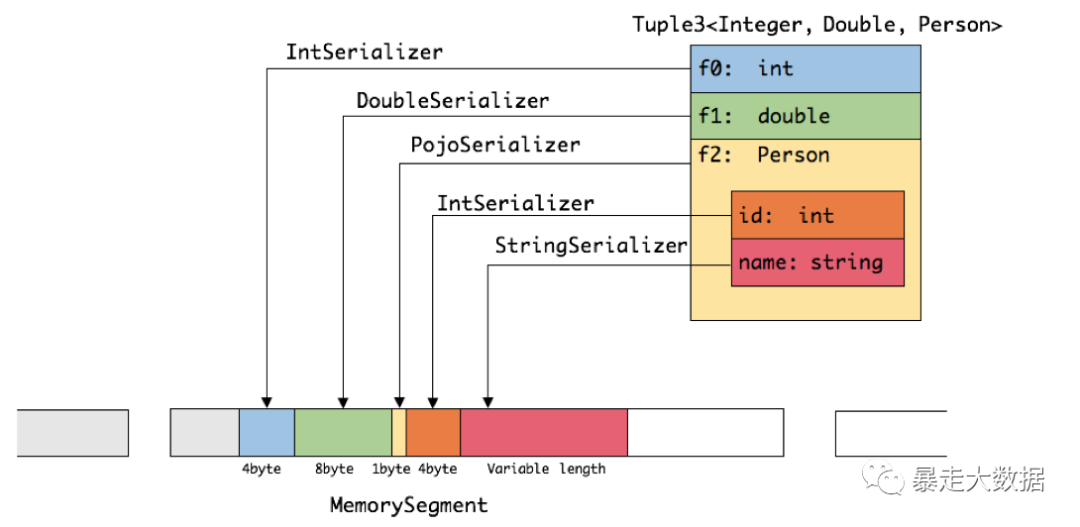 Tuple3<Integer, Double, Person>
IntSerializer
f0: int
DoubleSerializer
f1: double
PojoSerializer
f2: Person
IntSerializer
id: int
StringSerializer
name: string
4byte 8byte 1byte 4byte Variable length
MemorySegment
暴走大数据